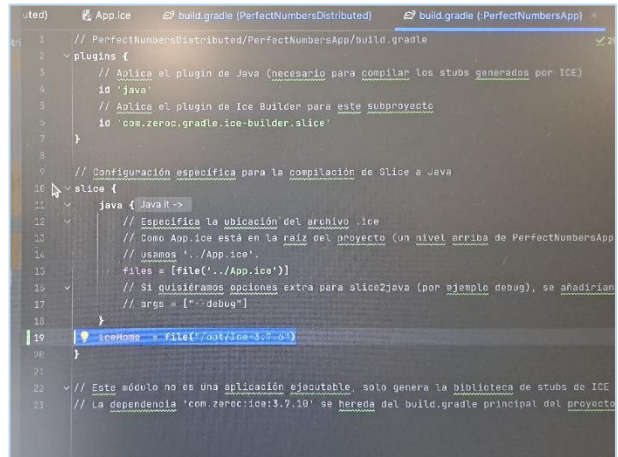 uted) App.ice build.gradle (PerfectNumbersDistributed) build.gradle (:PerfectNumbersApp) ×
1 // PerfectNumbersDistributed/PerfectNumbersApp/build.gradle
2 plugins {
3 // Aplica el plugin de Java (necesario para compilar los stubs generados por ICE)
4 id 'java'
5 // Aplica el plugin de Ice Builder para este subproyecto
6 id 'com.zeroc.gradle.ice-builder.slice'
7 }
8
9 // Configuración específica para la compilación de Slice a Java
10 slice {
11 java { Java it ->
12 // Especifica la ubicación del archivo .ice
13 // Como App.ice está en la raíz del proyecto (un nivel arriba de PerfectNumbersApp
14 // usamos '../App.ice'.
15 files = [file('../App.ice')]
16 // Si quisiéramos opciones extra para slice2java (por ejemplo debug), se añadirían
17 // args = ["--debug"]
18 }
19 iceHome = file("/opt/Ice-3.7.6")
20 }
21
22 // Este módulo no es una aplicación ejecutable, solo genera la biblioteca de stubs de ICE
23 // La dependencia 'com.zeroc:ice:3.7.10' se hereda del build.gradle principal del proyecto